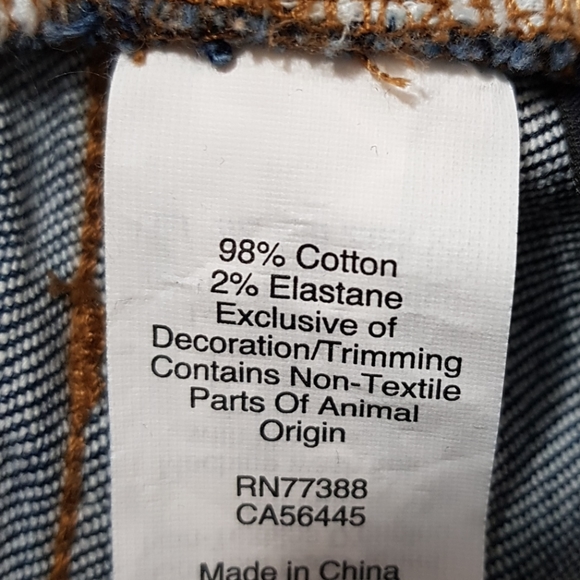 98% Cotton
2% Elastane
Exclusive of
Decoration/Trimming
Contains Non-Textile
Parts Of Animal
Origin
RN77388
CA56445
Made in China